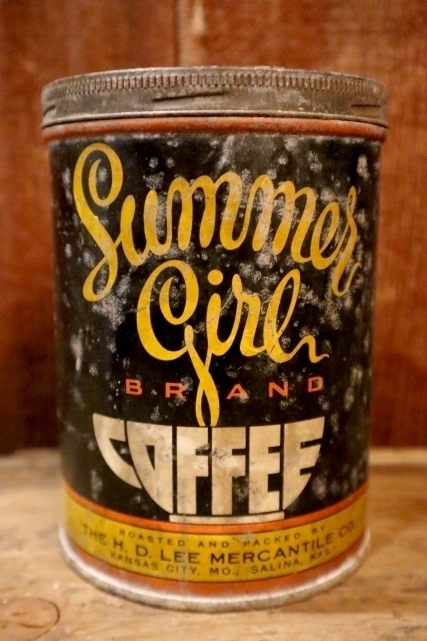 Summer
Girl
BRAND
COFFEE
ROASTED AND PACKED BY
THE H. D. LEE MERCANTILE CO.
KANSAS CITY, MO., SALINA, KAS.